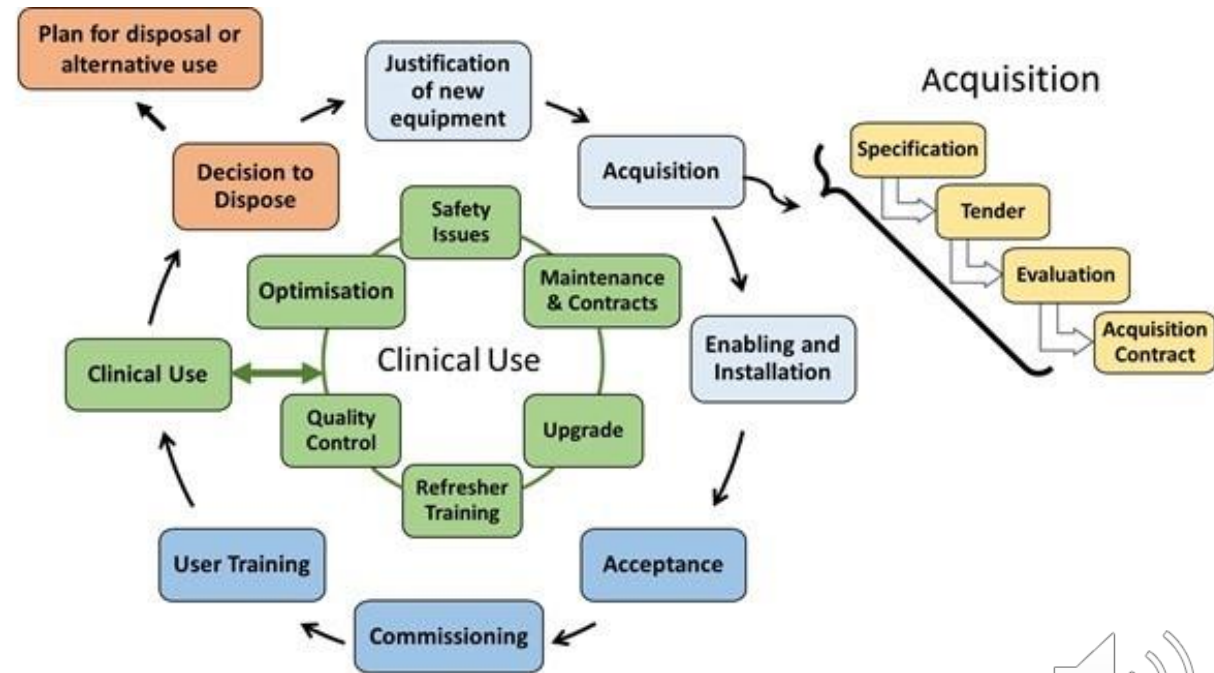 Plan for disposal or
alternative use
Justification
of new
equipment
Acquisition
Acquisition
Specification
Tender
Evaluation
Acquisition
Contract
Decision to
Dispose
Safety
Issues
Optimisation
Maintenance
& Contracts
Clinical Use
Enabling and
Installation
Clinical Use
Quality
Control
Upgrade
Refresher
Training
User Training
Acceptance
Commissioning